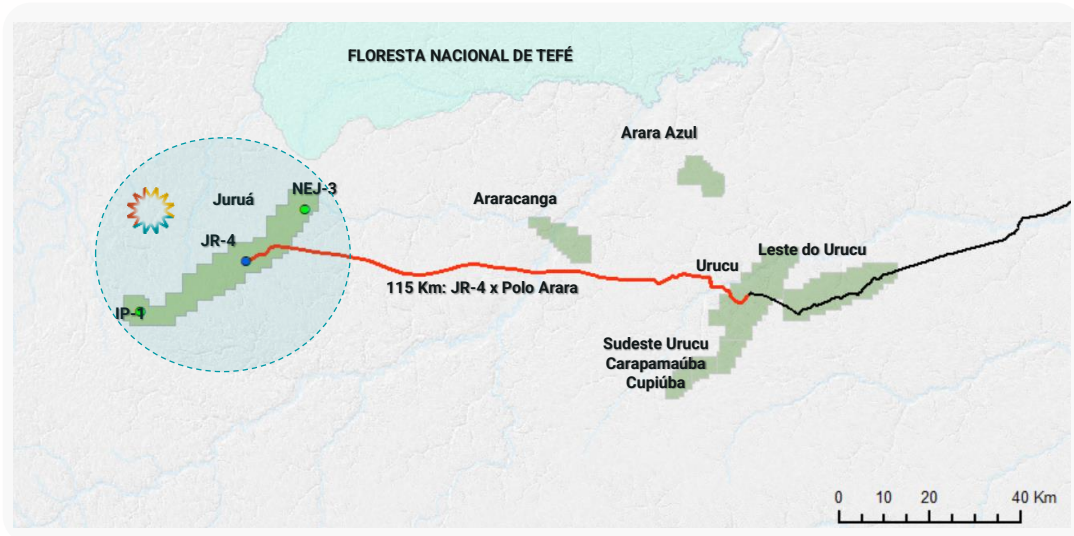 FLORESTA NACIONAL DE TEFÉ
Arara Azul
NEJ-3
Juruá
Araracanga
JR-4
Leste do Urucu
Urucu
115 Km: JR-4 x Polo Arara
IP-1
Sudeste Urucu
Carapamaúba
Cupiúba
0 10 20 40 Km